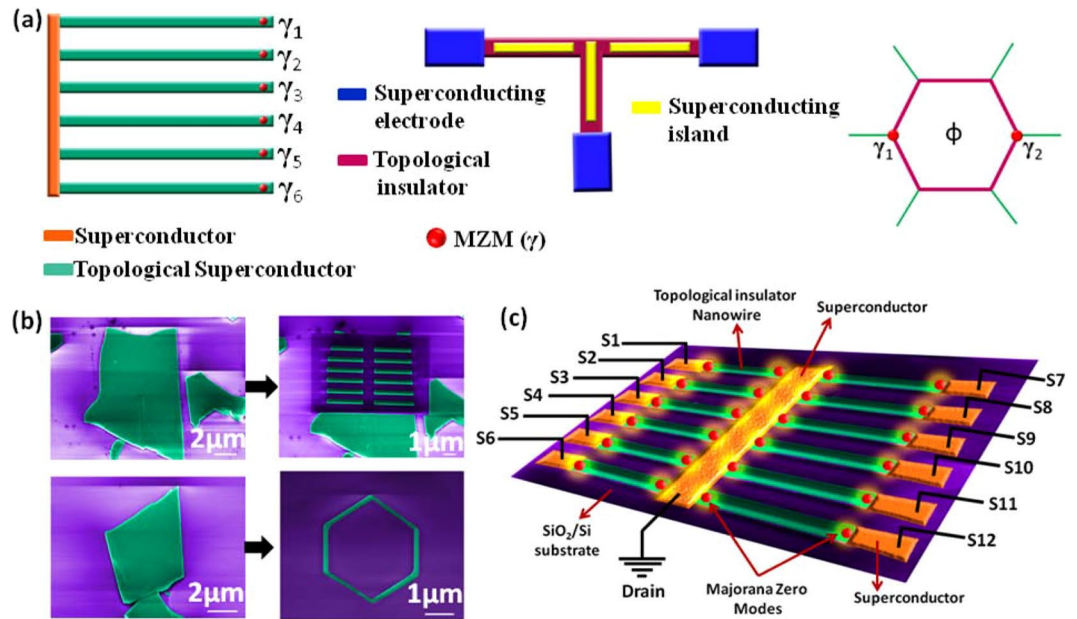 (a)
γ1
γ2
γ3
γ4
γ5
γ6
Superconductor
Topological Superconductor
Superconducting
electrode
Topological
insulator
Superconducting
island
MZM (γ)
γ1
ϕ
γ2
(b)
2μm
1μm
2μm
1μm
(c)
Topological insulator
Nanowire
Superconductor
S1
S2
S3
S4
S5
S6
S7
S8
S9
S10
S11
S12
SiO2/Si
substrate
Drain
Majorana Zero
Modes
Superconductor